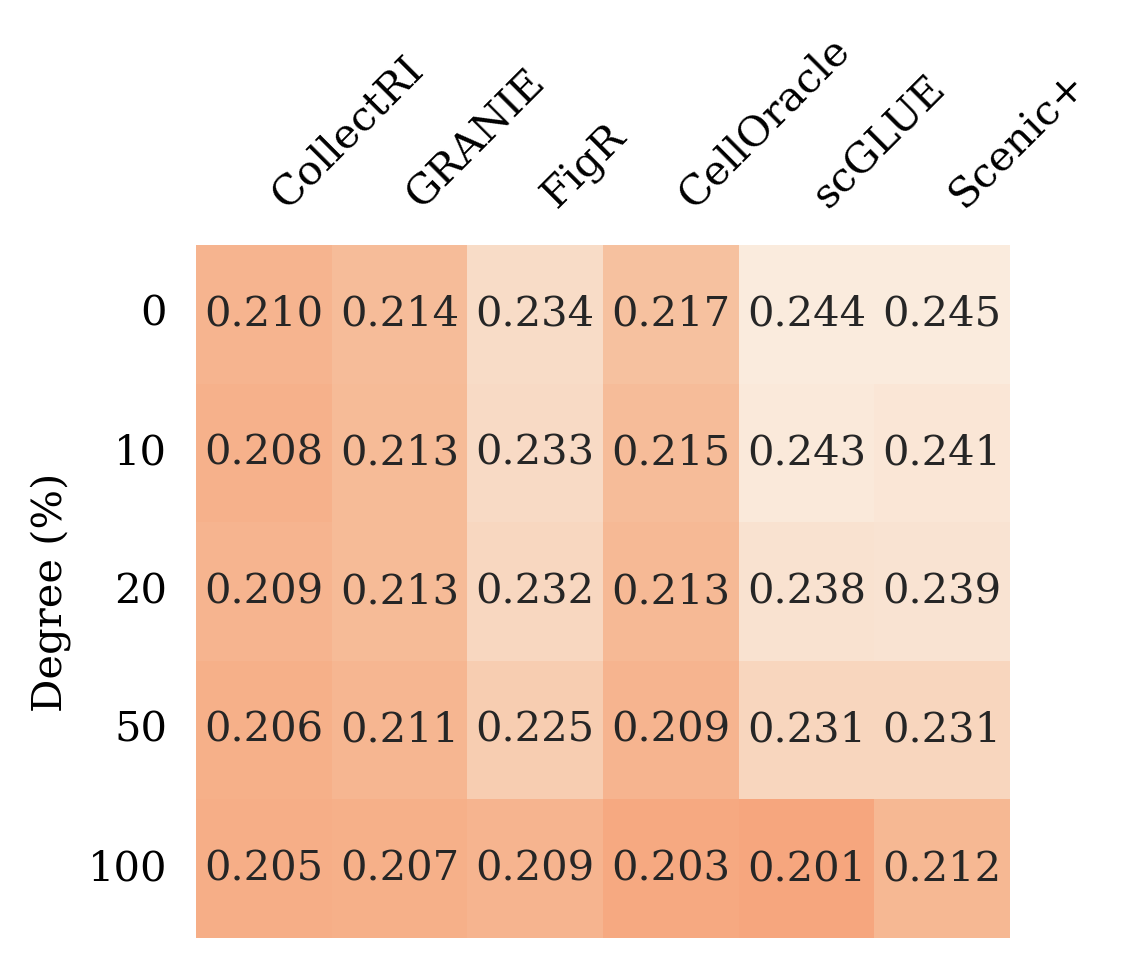 CollectRI GRANIE FigR CellOracle scGLUE Scenic+
0 0.210 0.214 0.234 0.217 0.244 0.245
10 0.208 0.213 0.233 0.215 0.243 0.241
20 0.209 0.213 0.232 0.213 0.238 0.239
50 0.206 0.211 0.225 0.209 0.231 0.231
100 0.205 0.207 0.209 0.203 0.201 0.212
Degree (%)